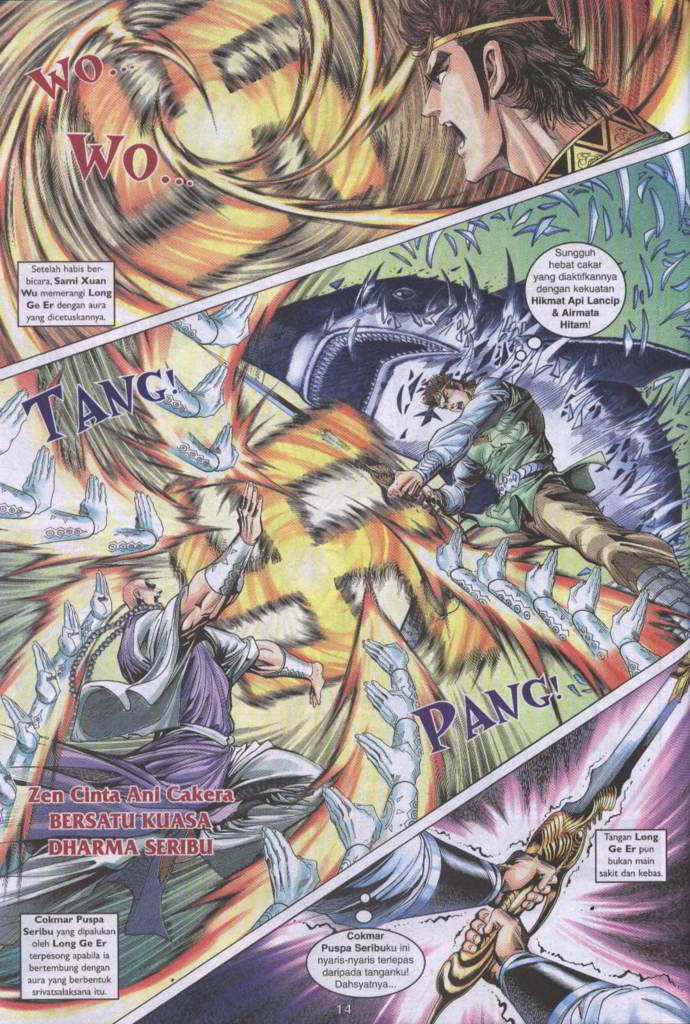 WO...
WO...
Setelah habis ber-
bicara, Sami Xuan
Wu memerangi Long
Ge Er dengan aura
yang dicetuskannya.
Sungguh
hebat cakar
yang diaktifkannya
dengan kekuatan
Hikmat Api Lancip
& Airmata
Hitam!
TANG!
PANG!
Zen Cinta Ani Cakera
BERSATU KUASA
DHARMA SERIBU
Tangan Long
Ge Er pun
bukan main
sakit dan kebas.
Cokmar Puspa
Seribu yang dipalukan
oleh Long Ge Er
terpesong apabila ia
bertembung dengan
aura yang berbentuk
srivatsalaksana itu.
Cokmar
Puspa Seribuku ini
nyaris-nyaris terlepas
daripada tanganku!
Dahsyatnya...
14